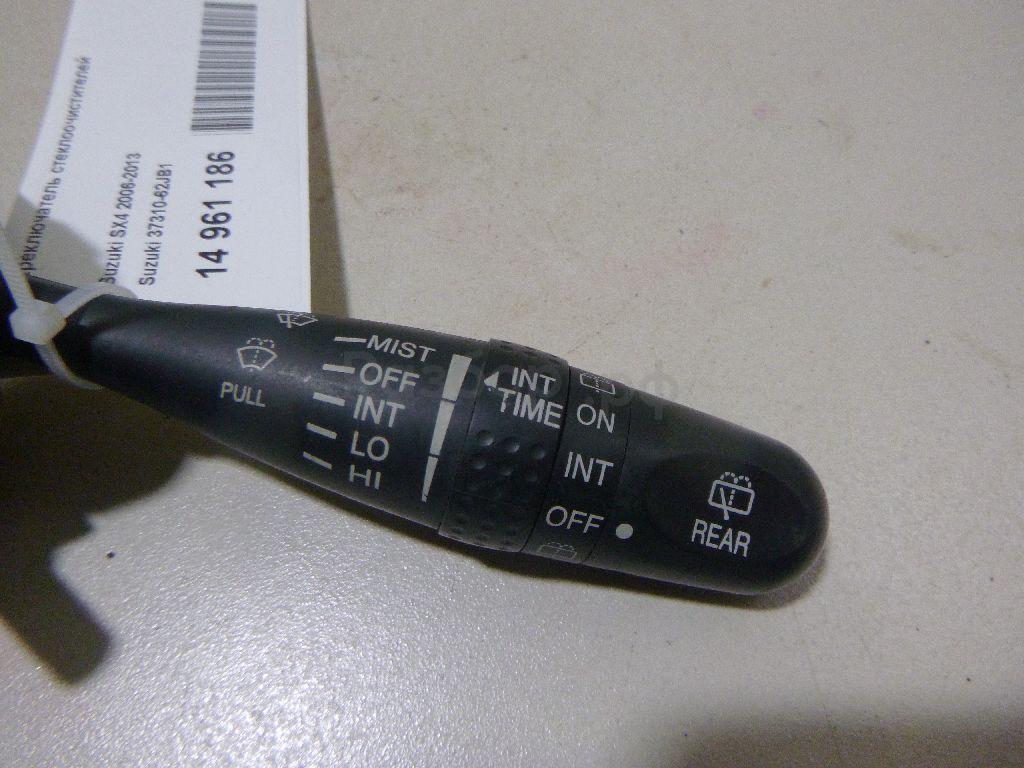 реключатель стеклоочистителей
Suzuki SX4 2006-2013
Suzuki 37310-62JB1
14 961 186
PULL
MIST
OFF
INT
LO
HI
INT
TIME
ON
INT
OFF
REAR